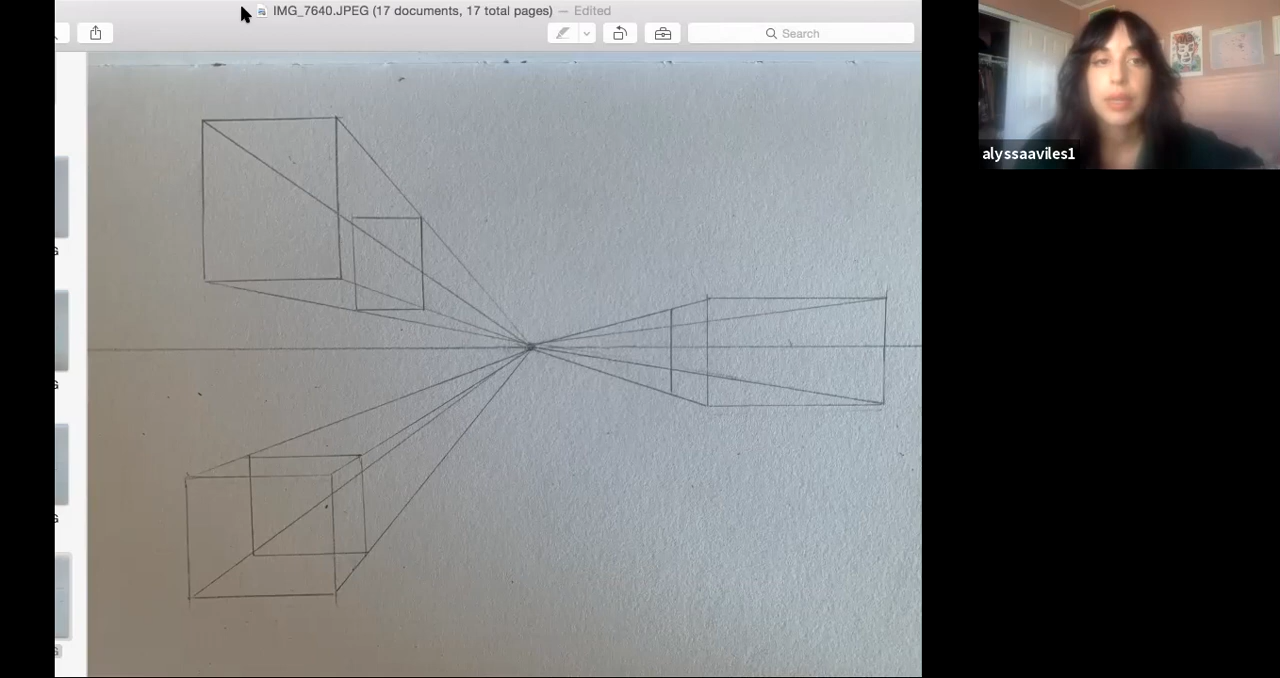 IMG_7640.JPEG (17 documents, 17 total pages) — Edited
Search
alyssaaviles1